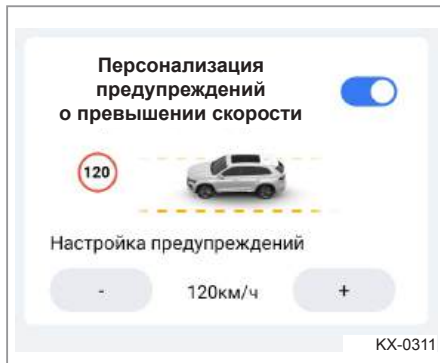 Персонализация
предупреждений
о превышении скорости
120
Настройка предупреждений
- 120км/ч +
KX-0311